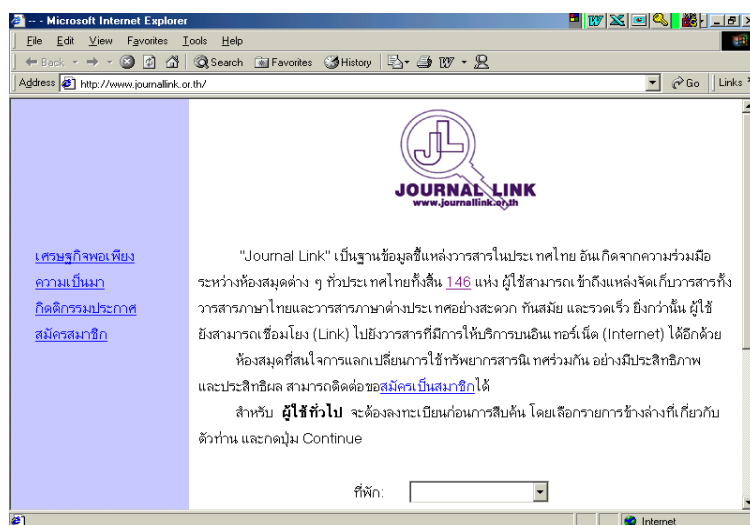 -- - Microsoft Internet Explorer
File Edit View Favorites Tools Help
Back Search Favorites History
Address http://www.journallink.or.th/ Go Links
JL
JOURNAL LINK
www.journallink.or.th
เศรษฐกิจพอเพียง
ความเป็นมา
กิตติกรรมประกาศ
สมัครสมาชิก
"Journal Link" เป็นฐานข้อมูลชี้แหล่งวารสารในประเทศไทย อันเกิดจากความร่วมมือ
ระหว่างห้องสมุดต่าง ๆ ทั่วประเทศไทยทั้งสิ้น 146 แห่ง ผู้ใช้สามารถเข้าถึงแหล่งจัดเก็บวารสารทั้ง
วารสารภาษาไทยและวารสารภาษาต่างประเทศอย่างสะดวก ทันสมัย และรวดเร็ว ยิ่งกว่านั้น ผู้ใช้
ยังสามารถเชื่อมโยง (Link) ไปยังวารสารที่มีการให้บริการบนอินเทอร์เน็ต (Internet) ได้อีกด้วย
ห้องสมุดที่สนใจการแลกเปลี่ยนการใช้ทรัพยากรสารนิเทศร่วมกัน อย่างมีประสิทธิภาพ
และประสิทธิผล สามารถติดต่อขอสมัครเป็นสมาชิกได้
สำหรับ ผู้ใช้ทั่วไป จะต้องลงทะเบียนก่อนการสืบค้น โดยเลือกรายการข้างล่างที่เกี่ยวกับ
ตัวท่าน และกดปุ่ม Continue
ที่พัก:
Internet